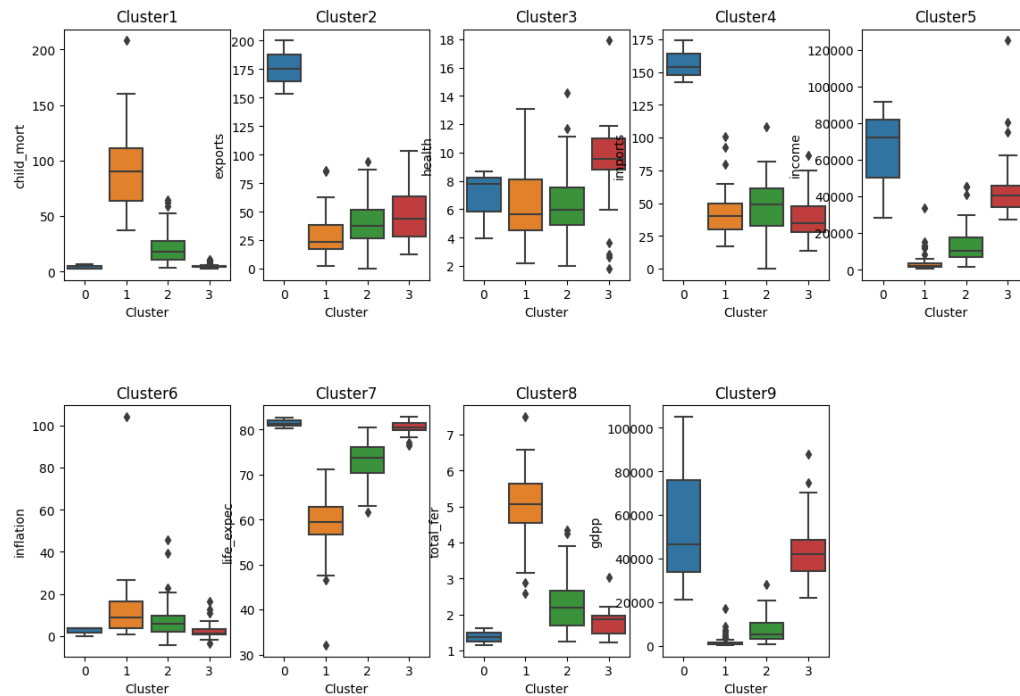 Cluster1
child_mort
200
150
100
50
0
0 1 2 3
Cluster
Cluster2
exports
200
175
150
125
100
75
50
25
0
0 1 2 3
Cluster
Cluster3
health
18
16
14
12
10
8
6
4
2
0 1 2 3
Cluster
Cluster4
imports
175
150
125
100
75
50
25
0
0 1 2 3
Cluster
Cluster5
income
120000
100000
80000
60000
40000
20000
0
0 1 2 3
Cluster
Cluster6
inflation
100
80
60
40
20
0
0 1 2 3
Cluster
Cluster7
life_expec
80
70
60
50
40
30
0 1 2 3
Cluster
Cluster8
total_fer
7
6
5
4
3
2
1
0 1 2 3
Cluster
Cluster9
gdpp
100000
80000
60000
40000
20000
0
0 1 2 3
Cluster